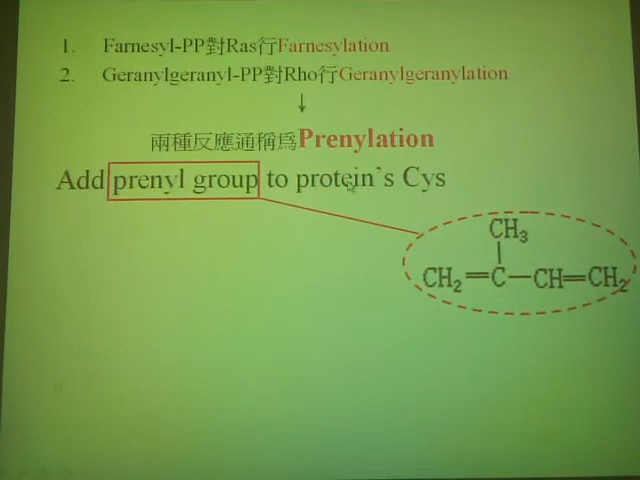 1. Farnesyl-PP對Ras行Farnesylation
2. Geranylgeranyl-PP對Rho行Geranylgeranylation
↓
兩種反應通稱爲Prenylation
Add prenyl group to protein's Cys
CH₃
CH₂=C—CH=CH₂